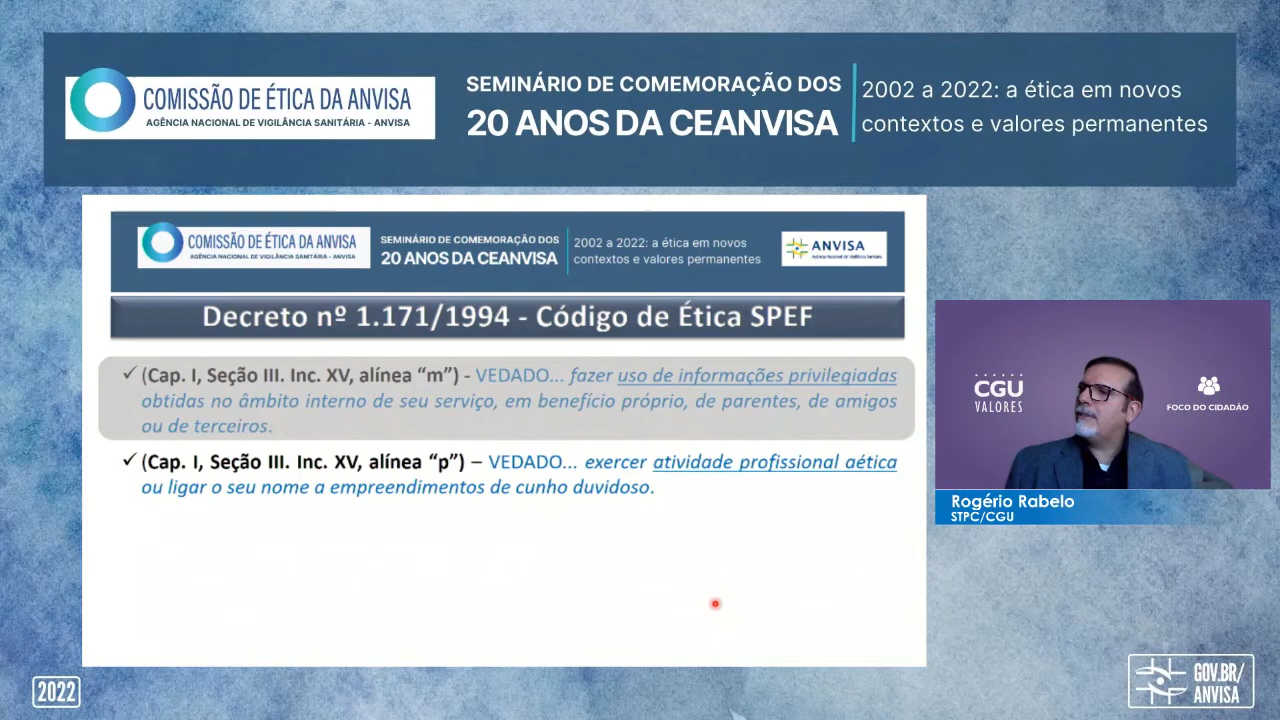 COMISSÃO DE ÉTICA DA ANVISA
AGÊNCIA NACIONAL DE VIGILÂNCIA SANITÁRIA - ANVISA
SEMINÁRIO DE COMEMORAÇÃO DOS
20 ANOS DA CEANVISA
2002 a 2022: a ética em novos
contextos e valores permanentes
COMISSÃO DE ÉTICA DA ANVISA
AGÊNCIA NACIONAL DE VIGILÂNCIA SANITÁRIA - ANVISA
SEMINÁRIO DE COMEMORAÇÃO DOS
20 ANOS DA CEANVISA
2002 a 2022: a ética em novos
contextos e valores permanentes
ANVISA
Agência Nacional de Vigilância Sanitária
Decreto nº 1.171/1994 - Código de Ética SPEF
✓ (Cap. I, Seção III. Inc. XV, alínea “m”) - VEDADO... fazer uso de informações privilegiadas
obtidas no âmbito interno de seu serviço, em benefício próprio, de parentes, de amigos
ou de terceiros.
✓ (Cap. I, Seção III. Inc. XV, alínea “p”) – VEDADO... exercer atividade profissional aética
ou ligar o seu nome a empreendimentos de cunho duvidoso.
CGU
VALORES
FOCO DO CIDADÃO
Rogério Rabelo
STPC/CGU
2022
GOV.BR/
ANVISA